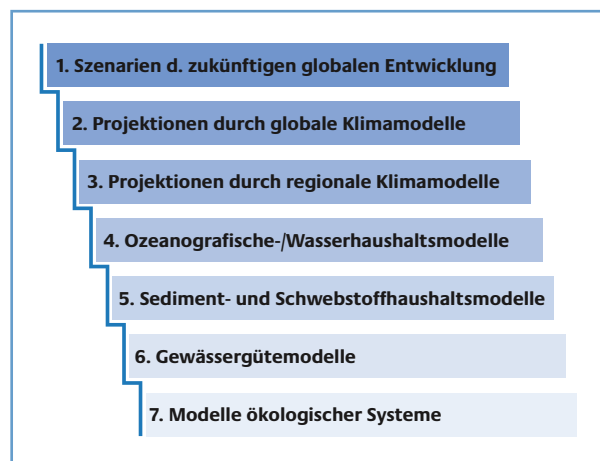 1. Szenarien d. zukünftigen globalen Entwicklung
2. Projektionen durch globale Klimamodelle
3. Projektionen durch regionale Klimamodelle
4. Ozeanografische-/Wasserhaushaltsmodelle
5. Sediment- und Schwebstoffhaushaltsmodelle
6. Gewässergütemodelle
7. Modelle ökologischer Systeme